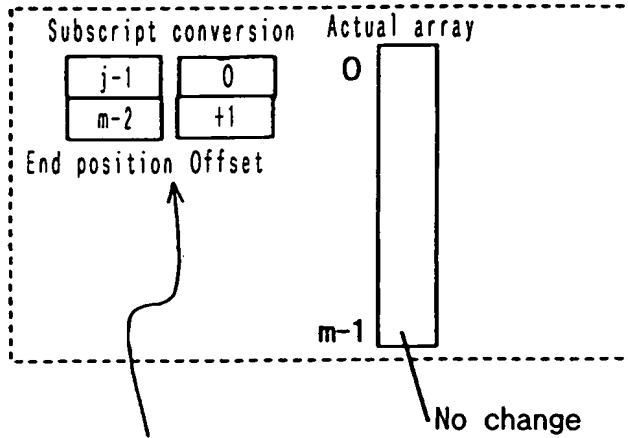 Subscript conversion
j-1 0
m-2 +1
End position Offset
Actual array
0
m-1
No change